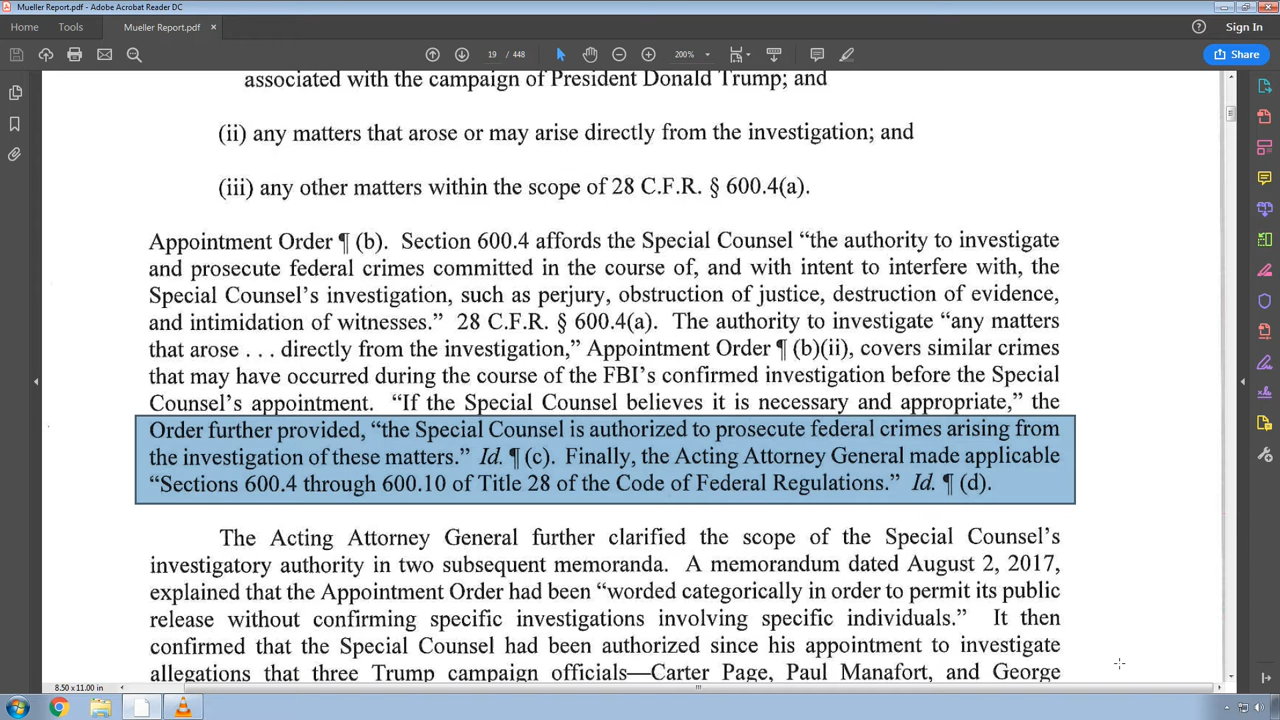 Mueller Report.pdf - Adobe Acrobat Reader DC
Home Tools Mueller Report.pdf × Sign In
19 / 448 200% Share
associated with the campaign of President Donald Trump; and
(ii) any matters that arose or may arise directly from the investigation; and
(iii) any other matters within the scope of 28 C.F.R. § 600.4(a).
Appointment Order ¶ (b). Section 600.4 affords the Special Counsel “the authority to investigate
and prosecute federal crimes committed in the course of, and with intent to interfere with, the
Special Counsel’s investigation, such as perjury, obstruction of justice, destruction of evidence,
and intimidation of witnesses.” 28 C.F.R. § 600.4(a). The authority to investigate “any matters
that arose . . . directly from the investigation,” Appointment Order ¶ (b)(ii), covers similar crimes
that may have occurred during the course of the FBI’s confirmed investigation before the Special
Counsel’s appointment. “If the Special Counsel believes it is necessary and appropriate,” the
Order further provided, “the Special Counsel is authorized to prosecute federal crimes arising from
the investigation of these matters.” Id. ¶ (c). Finally, the Acting Attorney General made applicable
“Sections 600.4 through 600.10 of Title 28 of the Code of Federal Regulations.” Id. ¶ (d).
The Acting Attorney General further clarified the scope of the Special Counsel’s
investigatory authority in two subsequent memoranda. A memorandum dated August 2, 2017,
explained that the Appointment Order had been “worded categorically in order to permit its public
release without confirming specific investigations involving specific individuals.” It then
confirmed that the Special Counsel had been authorized since his appointment to investigate
allegations that three Trump campaign officials—Carter Page, Paul Manafort, and George
8.50 x 11.00 in